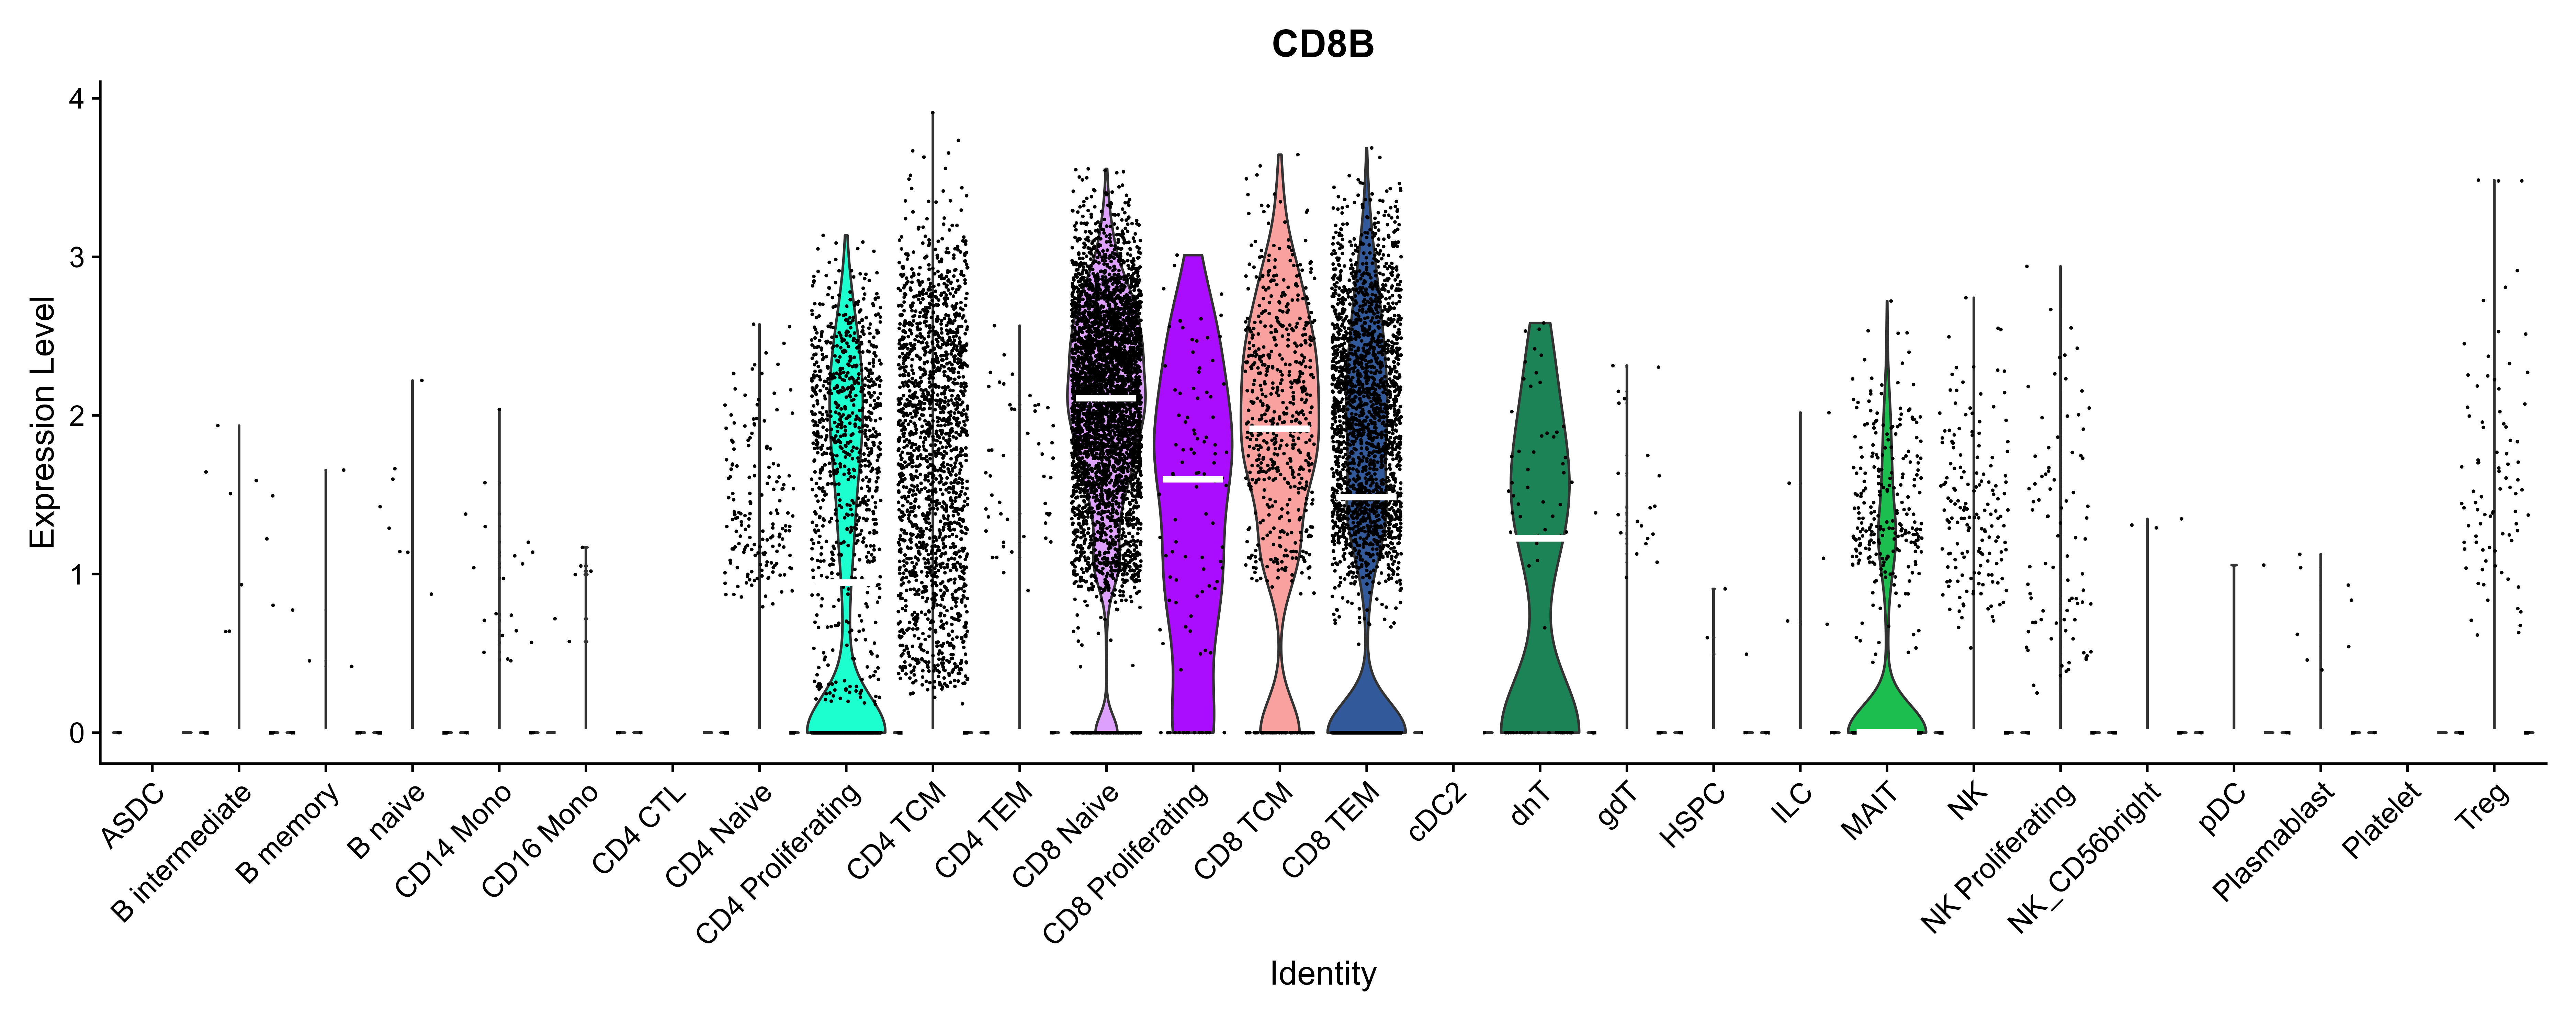 CD8B
4
3
2
1
0
Expression Level
ASDC
B intermediate
B memory
B naive
CD14 Mono
CD16 Mono
CD4 CTL
CD4 Naive
CD4 Proliferating
CD4 TCM
CD4 TEM
CD8 Naive
CD8 Proliferating
CD8 TCM
CD8 TEM
cDC2
dnT
gdT
HSPC
ILC
MAIT
NK
NK Proliferating
NK_CD56bright
pDC
Plasmablast
Platelet
Treg
Identity